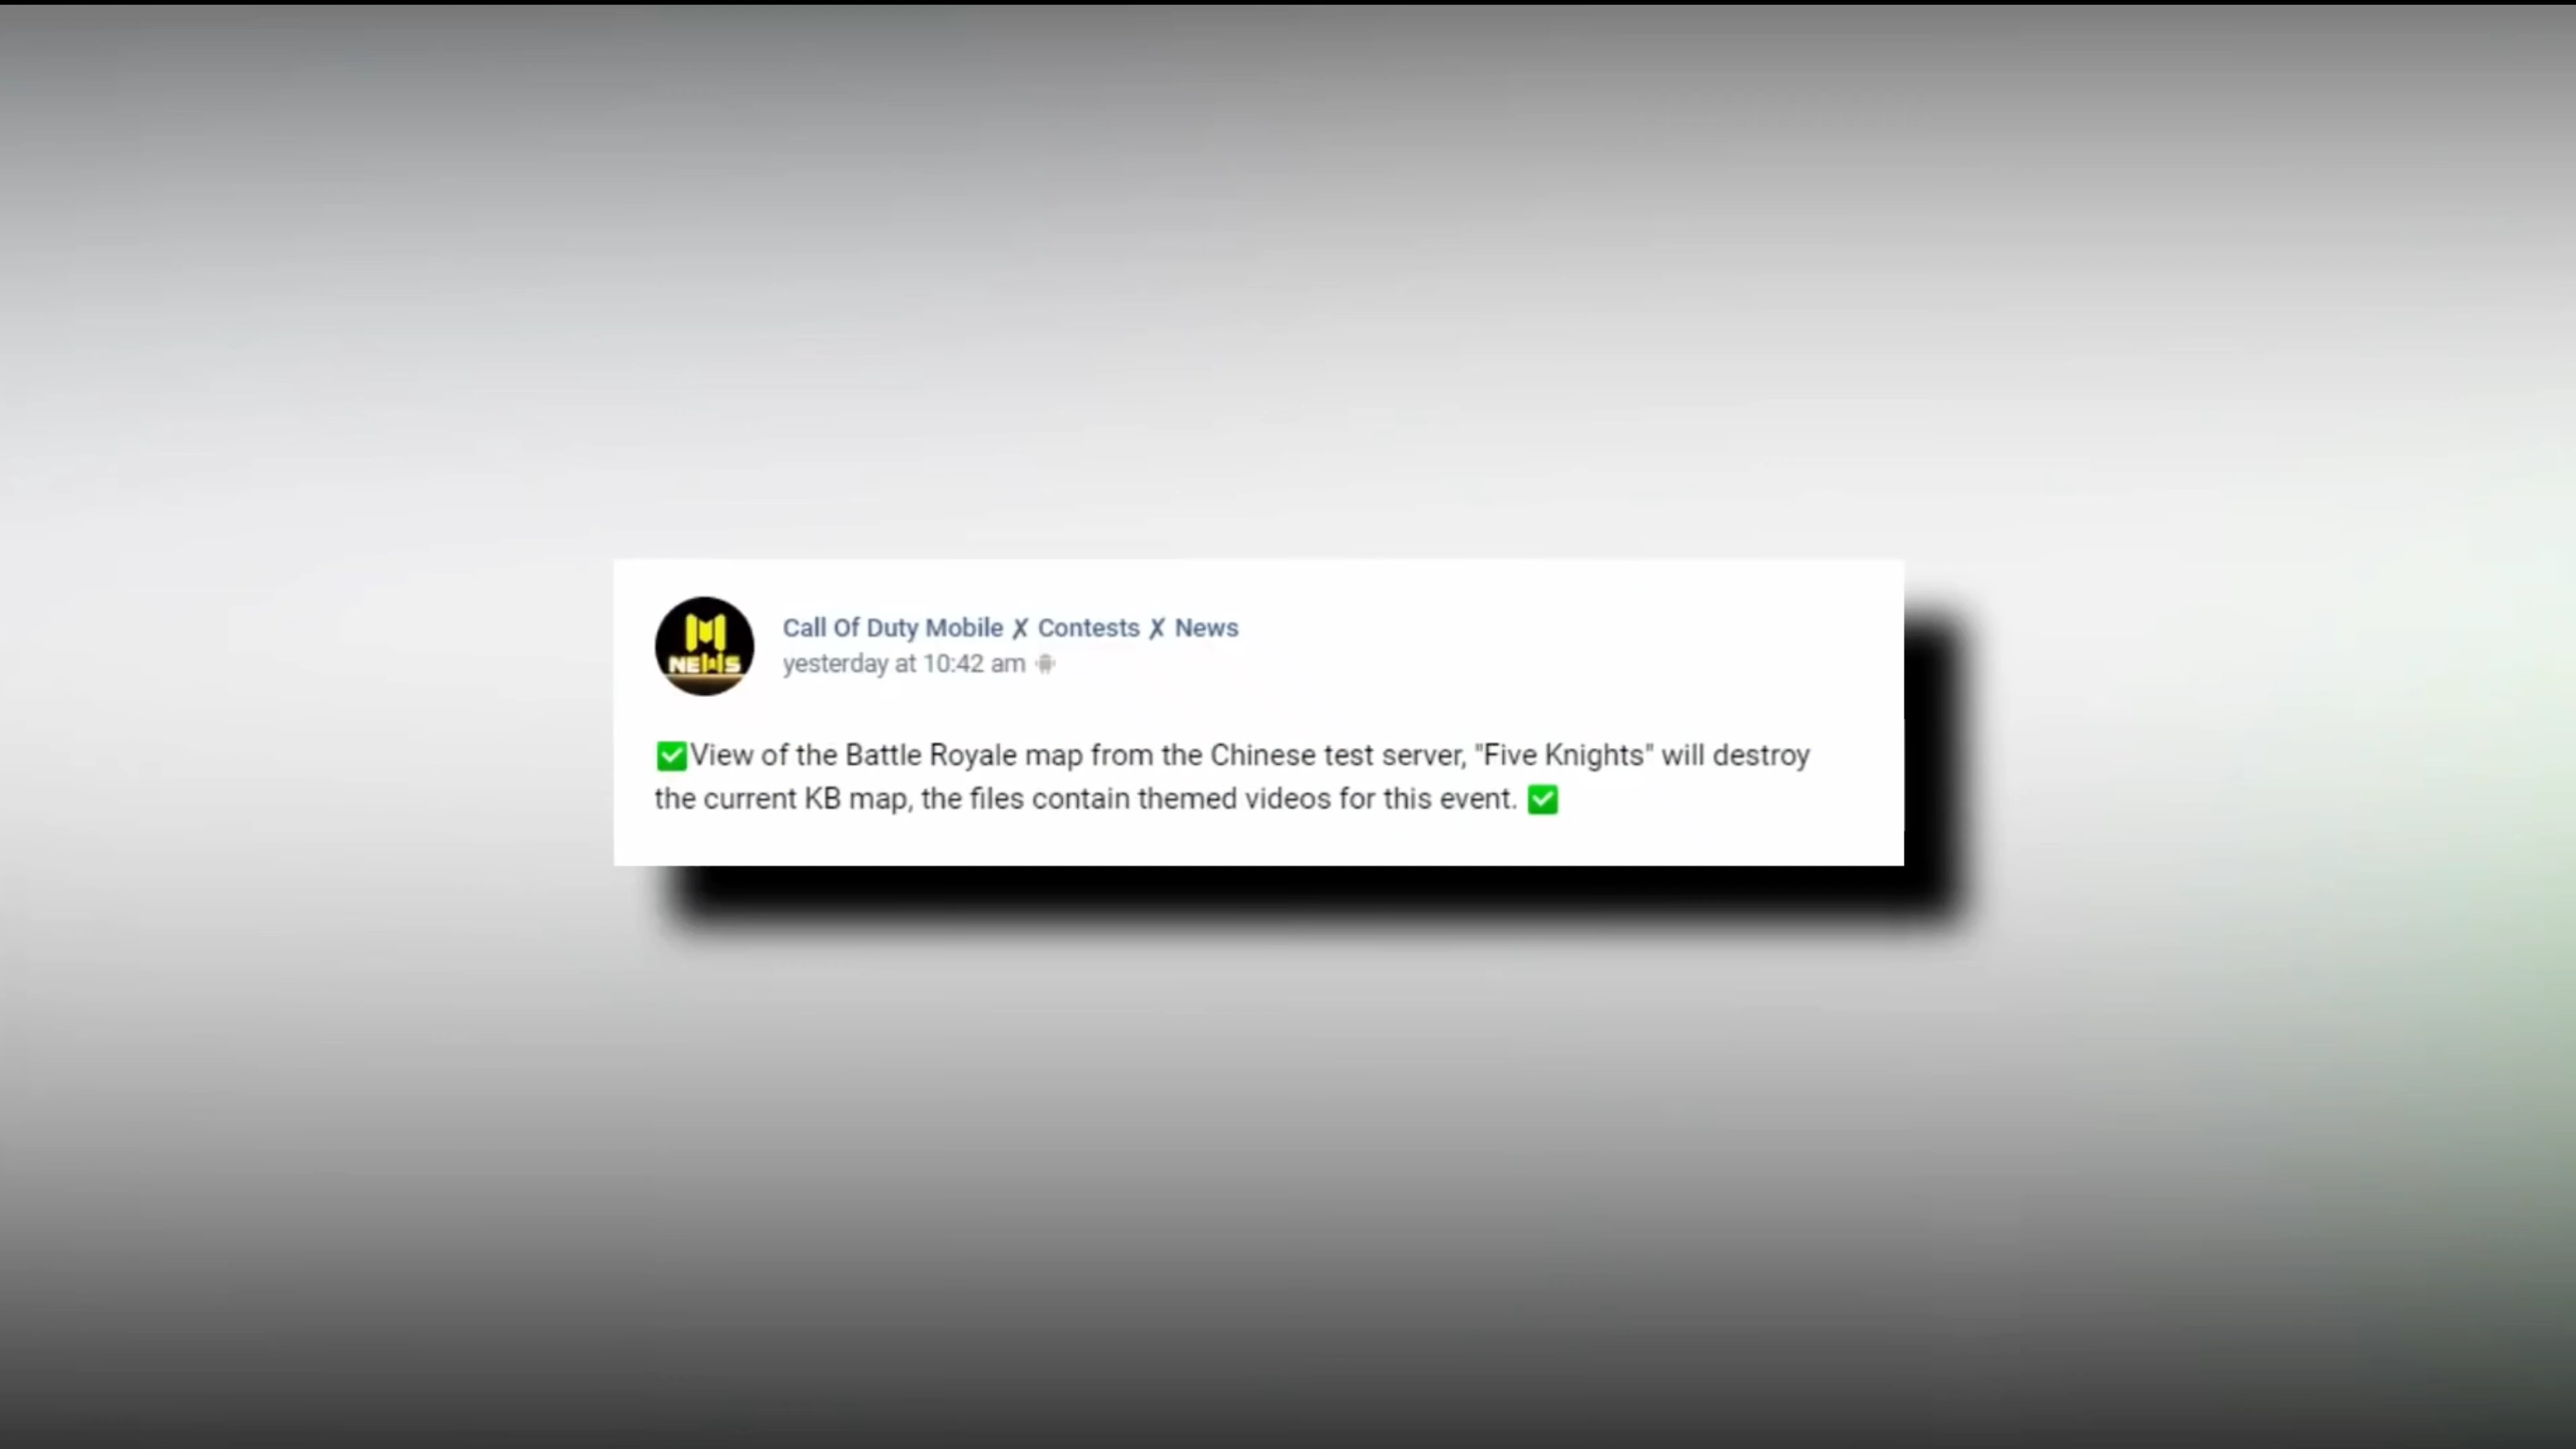 NEWS
Call Of Duty Mobile ✗ Contests ✗ News
yesterday at 10:42 am
✅View of the Battle Royale map from the Chinese test server, "Five Knights" will destroy
the current KB map, the files contain themed videos for this event. ✅